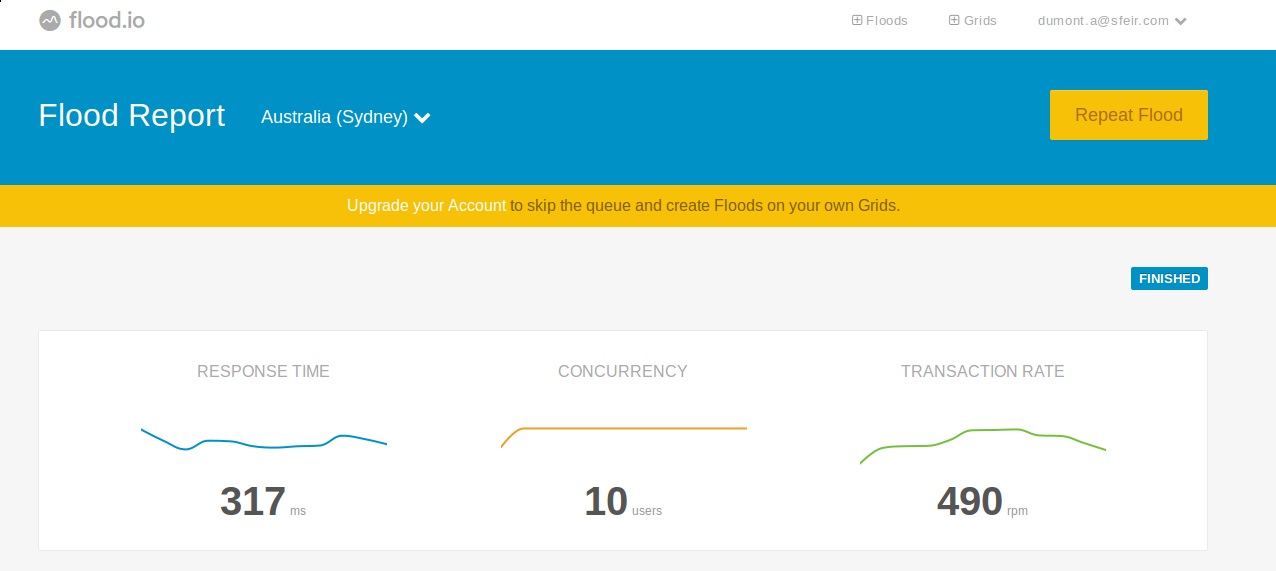 flood.io
Floods
Grids
dumont.a@sfeir.com
Flood Report
Australia (Sydney)
Repeat Flood
Upgrade your Account to skip the queue and create Floods on your own Grids.
FINISHED
RESPONSE TIME
CONCURRENCY
TRANSACTION RATE
317 ms
10 users
490 rpm